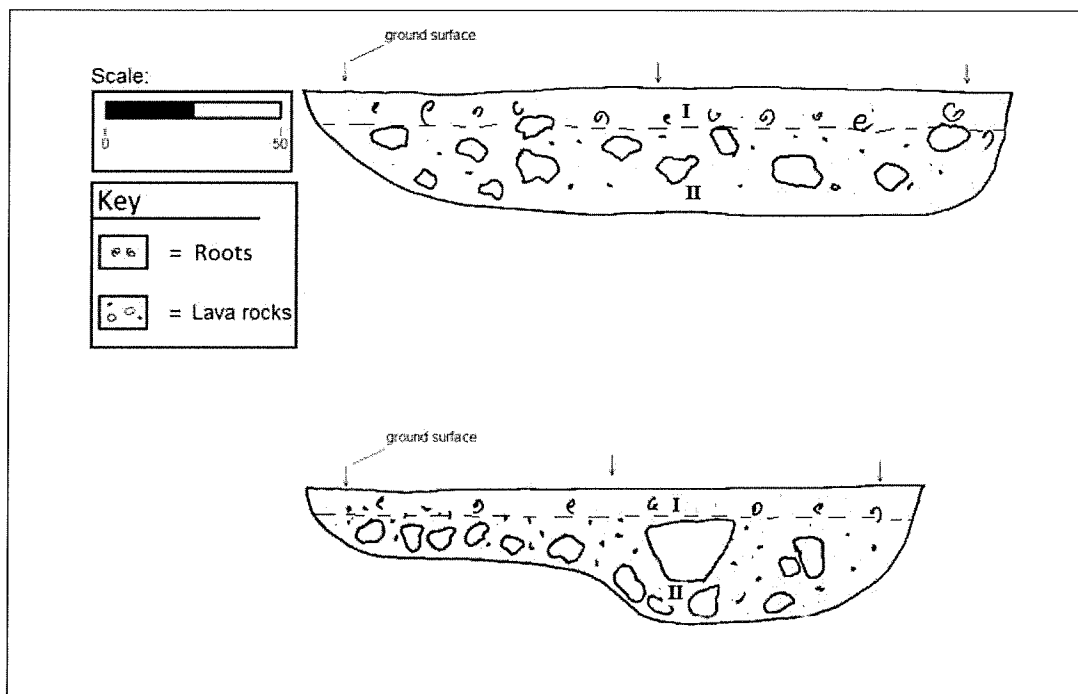 ground surface
Scale:
0 50
I
II
Key
= Roots
= Lava rocks
ground surface
I
II